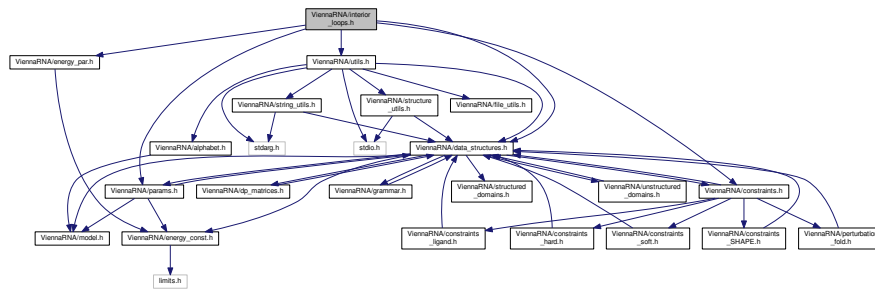 ViennaRNA/interior
_loops.h
ViennaRNA/energy_par.h
ViennaRNA/utils.h
ViennaRNA/string_utils.h
ViennaRNA/structure
_utils.h
ViennaRNA/file_utils.h
ViennaRNA/alphabet.h
stdarg.h
stdio.h
ViennaRNA/data_structures.h
ViennaRNA/params.h
ViennaRNA/dp_matrices.h
ViennaRNA/grammar.h
ViennaRNA/structured
_domains.h
ViennaRNA/unstructured
_domains.h
ViennaRNA/constraints.h
ViennaRNA/model.h
ViennaRNA/energy_const.h
ViennaRNA/constraints
_ligand.h
ViennaRNA/constraints
_hard.h
ViennaRNA/constraints
_soft.h
ViennaRNA/constraints
_SHAPE.h
ViennaRNA/perturbation
_fold.h
limits.h